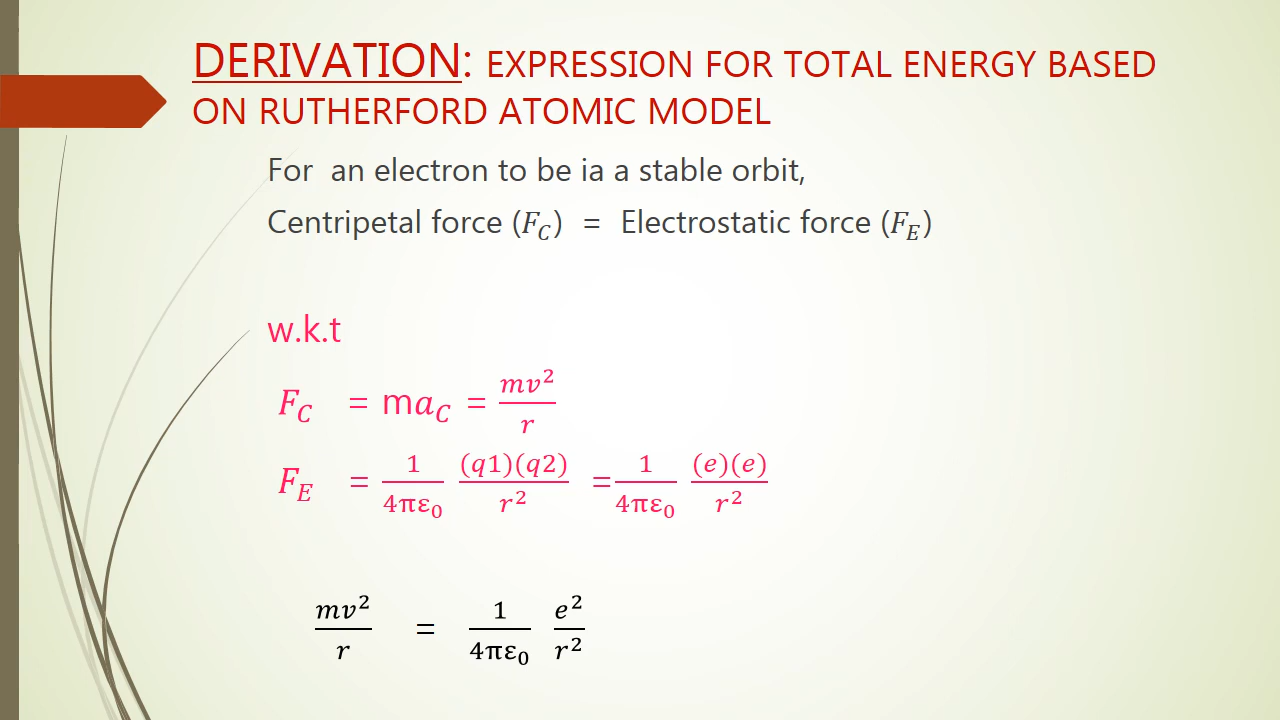 DERIVATION: EXPRESSION FOR TOTAL ENERGY BASED
ON RUTHERFORD ATOMIC MODEL
For an electron to be ia a stable orbit,
Centripetal force (F_C) = Electrostatic force (F_E)
w.k.t
F_C = ma_C = mv²/r
F_E = 1/4πε₀ (q1)(q2)/r² = 1/4πε₀ (e)(e)/r²
mv²/r = 1/4πε₀ e²/r²